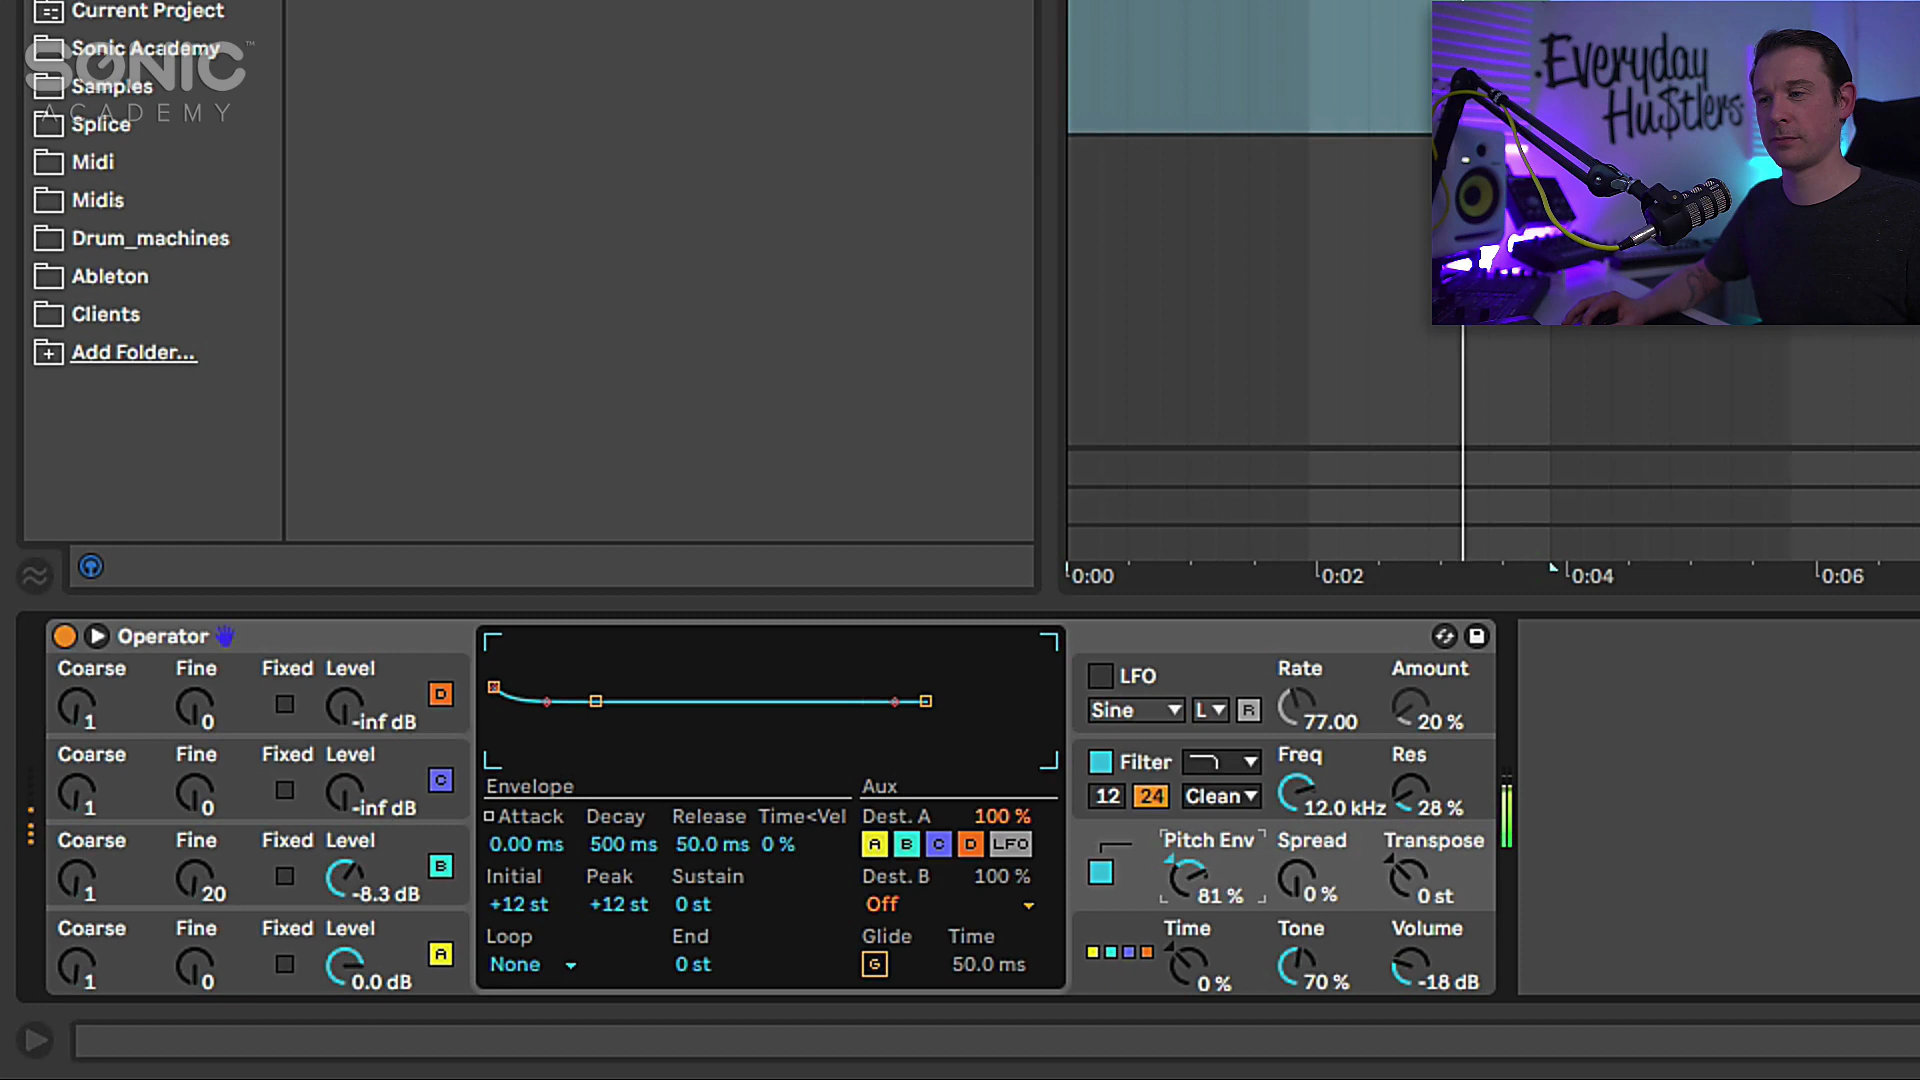 Current Project
Sonic Academy
SONIC ™
ACADEMY
Samples
Splice
Midi
Midis
Drum_machines
Ableton
Clients
Add Folder...
Everyday
Hu$tlers
0:00 0:02 0:04 0:06
Operator
Coarse Fine Fixed Level
1 0 -inf dB D
Coarse Fine Fixed Level
1 0 -inf dB C
Coarse Fine Fixed Level
1 20 -8.3 dB B
Coarse Fine Fixed Level
1 0 0.0 dB A
Envelope
Attack Decay Release Time<Vel
0.00 ms 500 ms 50.0 ms 0 %
Initial Peak Sustain
+12 st +12 st 0 st
Loop End
None 0 st
Aux
Dest. A 100 %
A B C D LFO
Dest. B 100 %
Off
Glide Time
G 50.0 ms
LFO Rate Amount
Sine L R 77.00 20 %
Filter Freq Res
12 24 Clean 12.0 kHz 28 %
Pitch Env Spread Transpose
81 % 0 % 0 st
Time Tone Volume
0 % 70 % -18 dB